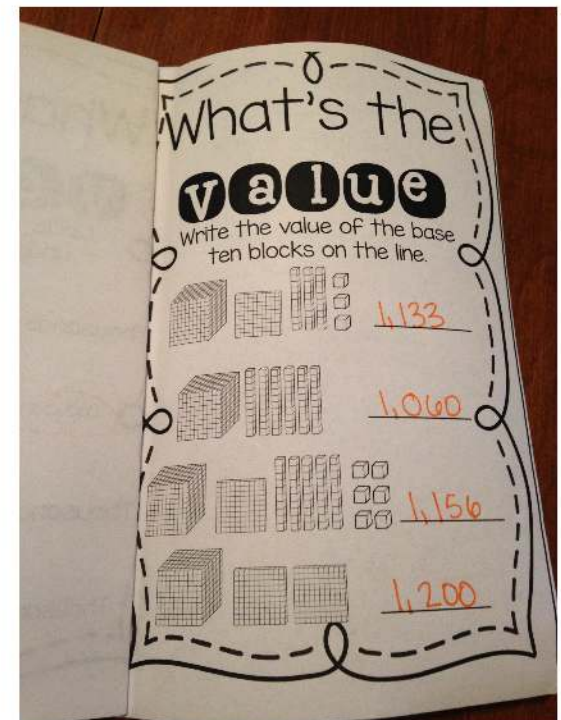 What's the
value
Write the value of the base
ten blocks on the line.
1,133
1,060
1,156
1,200